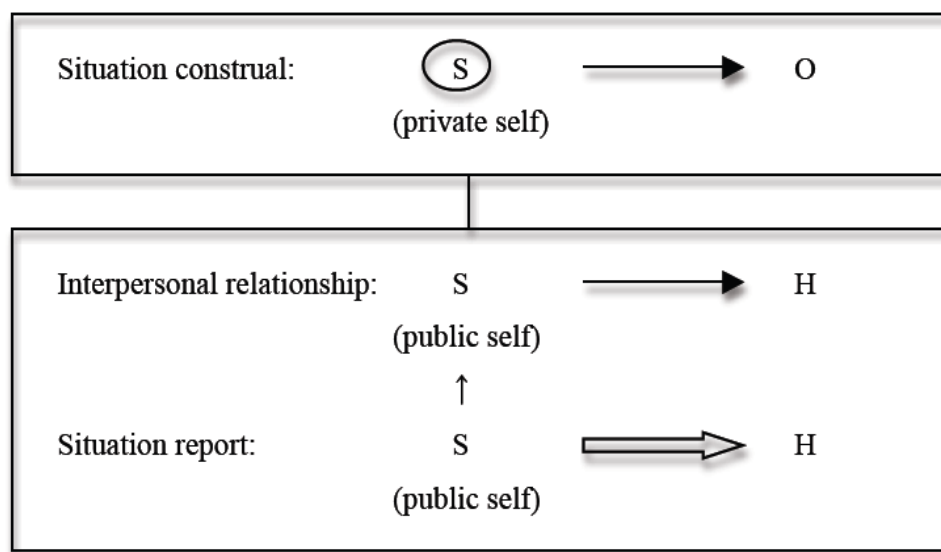 Situation construal: S O
(private self)
Interpersonal relationship: S H
(public self)
↑
Situation report: S H
(public self)